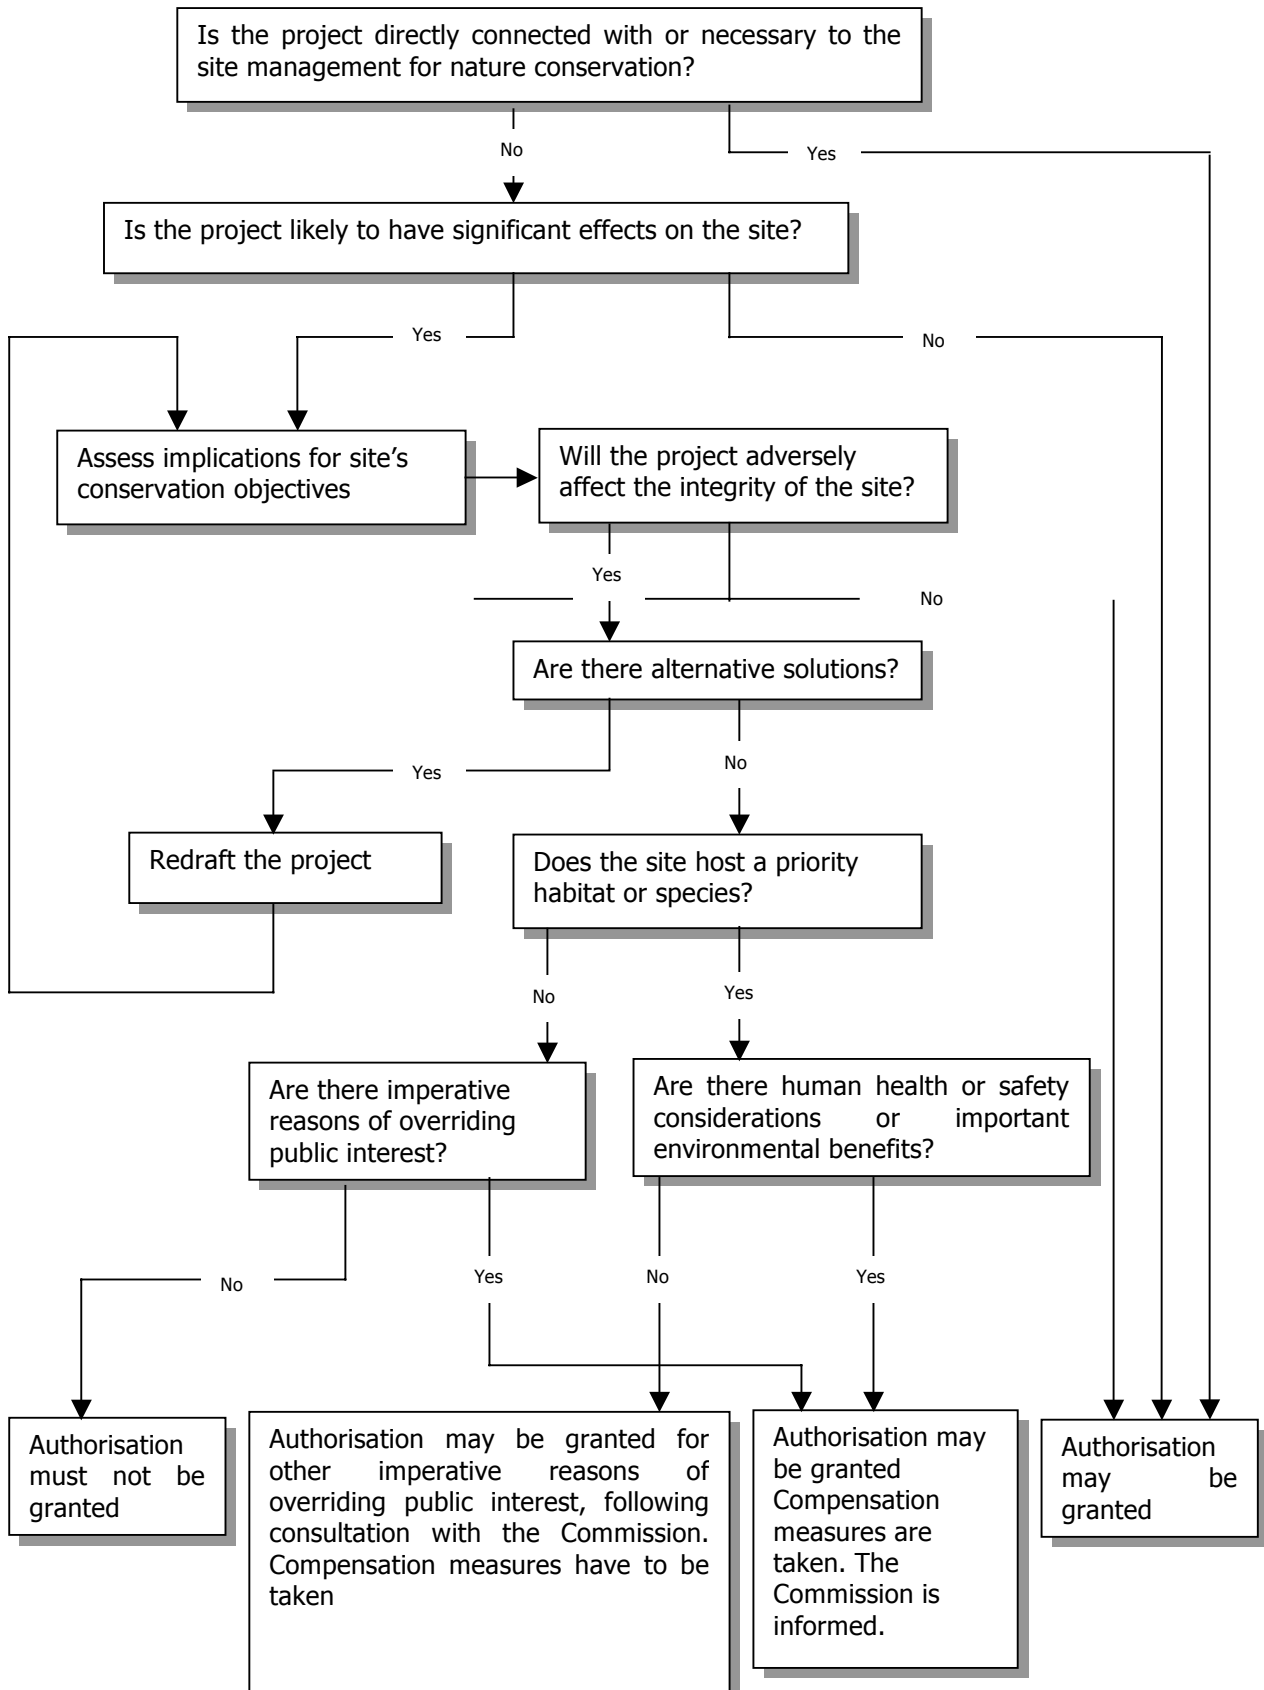 Is the project directly connected with or necessary to the
site management for nature conservation?
No
Yes
Is the project likely to have significant effects on the site?
Yes
No
Assess implications for site's
conservation objectives
Will the project adversely
affect the integrity of the site?
Yes
No
Are there alternative solutions?
Yes
No
Redraft the project
Does the site host a priority
habitat or species?
No
Yes
Are there imperative
reasons of overriding
public interest?
Are there human health or safety
considerations or important
environmental benefits?
No
Yes
No
Yes
Authorisation
must not be
granted
Authorisation may be granted for
other imperative reasons of
overriding public interest, following
consultation with the Commission.
Compensation measures have to be
taken
Authorisation may
be granted
Compensation
measures are
taken. The
Commission is
informed.
Authorisation
may be
granted